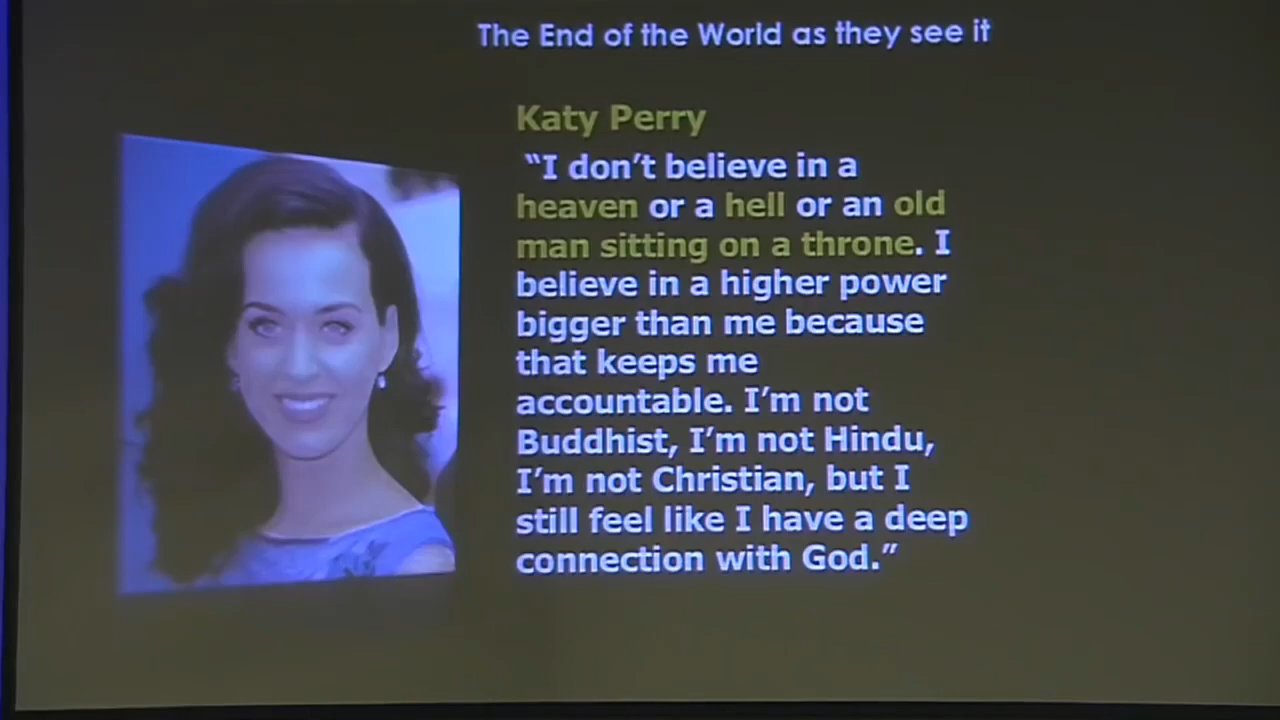 The End of the World as they see it
Katy Perry
“I don’t believe in a
heaven or a hell or an old
man sitting on a throne. I
believe in a higher power
bigger than me because
that keeps me
accountable. I’m not
Buddhist, I’m not Hindu,
I’m not Christian, but I
still feel like I have a deep
connection with God.”